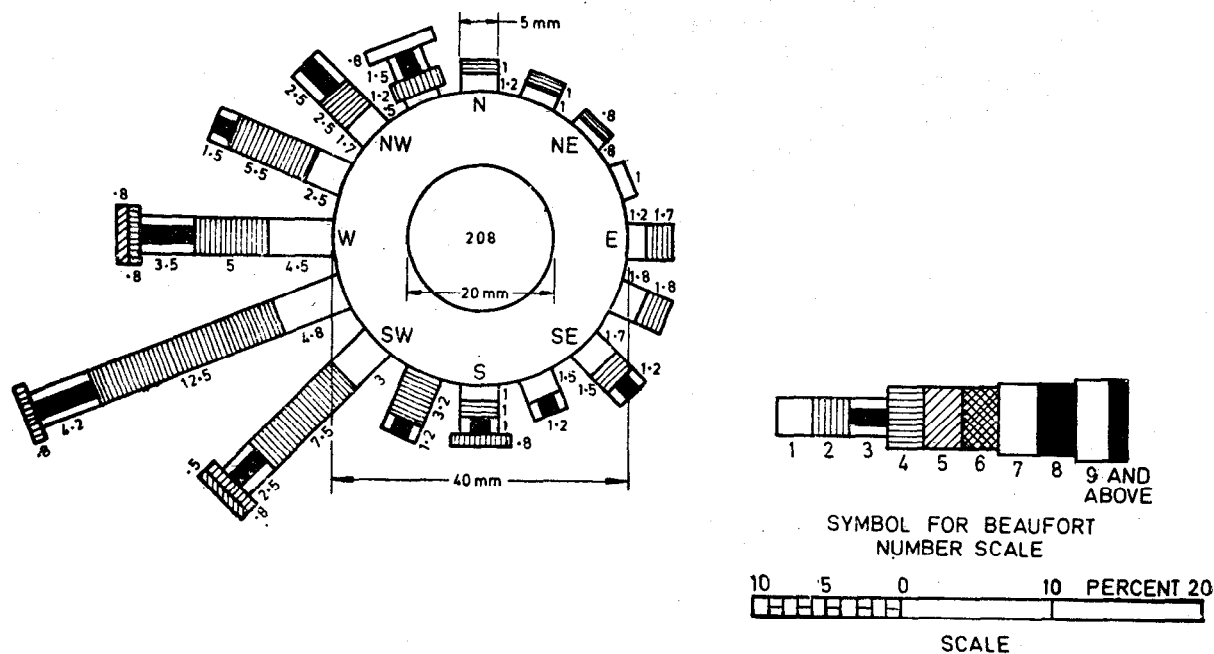 5 mm
.8
1.5
1.2
.5
1
1.2
N
1
1
.8
.8
NE
1
2.5
2.5
1.7
NW
1.5
5.5
2.5
.8
.8
3.5
5
4.5
W
208
20 mm
E
1.2 1.7
1.8
1.8
SE
1.7
1.5
1.2
4.8
12.5
4.2
.8
SW
3
7.5
2.5
.5
.8
3.2
1.2
S
1
1
.8
1.5
1.2
40 mm
1 2 3 4 5 6 7 8 9 AND
ABOVE
SYMBOL FOR BEAUFORT
NUMBER SCALE
10 5 0 10 PERCENT 20
SCALE